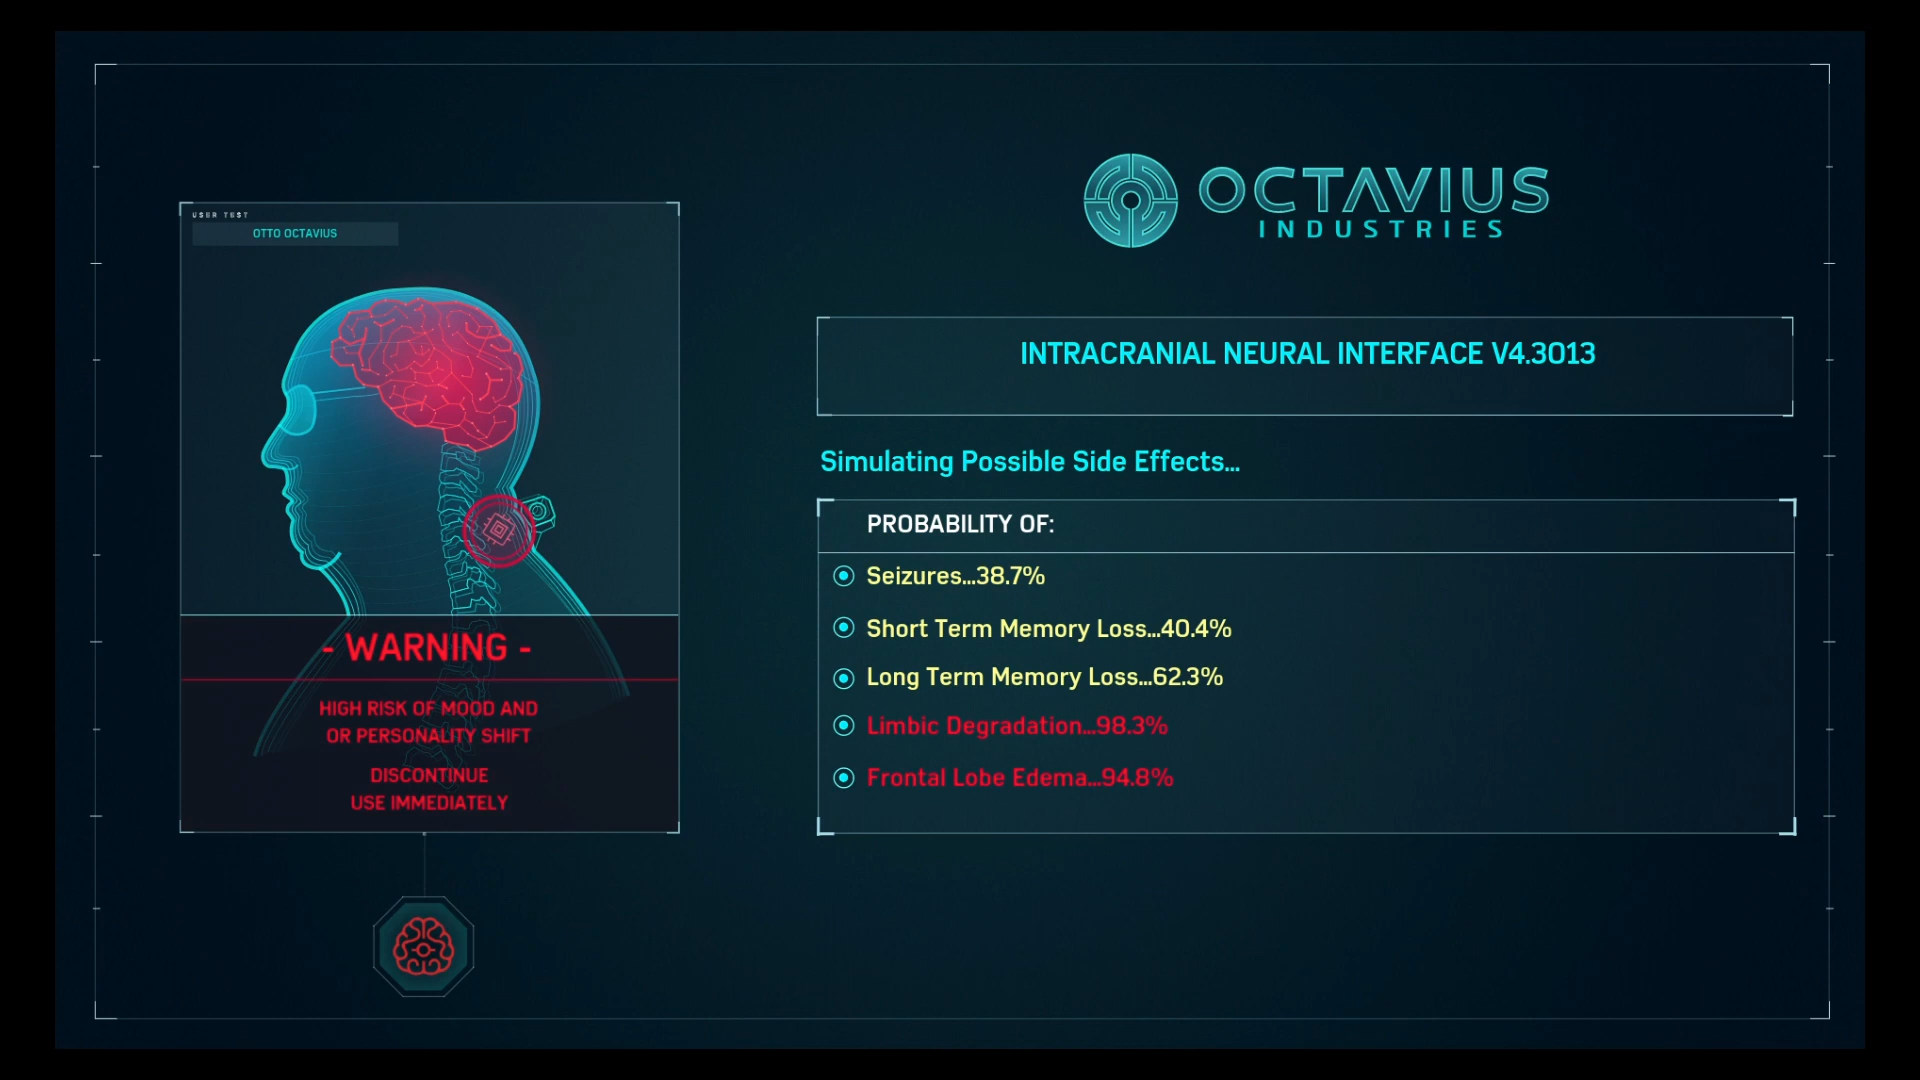 USER TEST
OTTO OCTAVIUS
- WARNING -
HIGH RISK OF MOOD AND
OR PERSONALITY SHIFT
DISCONTINUE
USE IMMEDIATELY
OCTAVIUS
INDUSTRIES
INTRACRANIAL NEURAL INTERFACE V4.3013
Simulating Possible Side Effects...
PROBABILITY OF:
Seizures...38.7%
Short Term Memory Loss...40.4%
Long Term Memory Loss...62.3%
Limbic Degradation...98.3%
Frontal Lobe Edema...94.8%